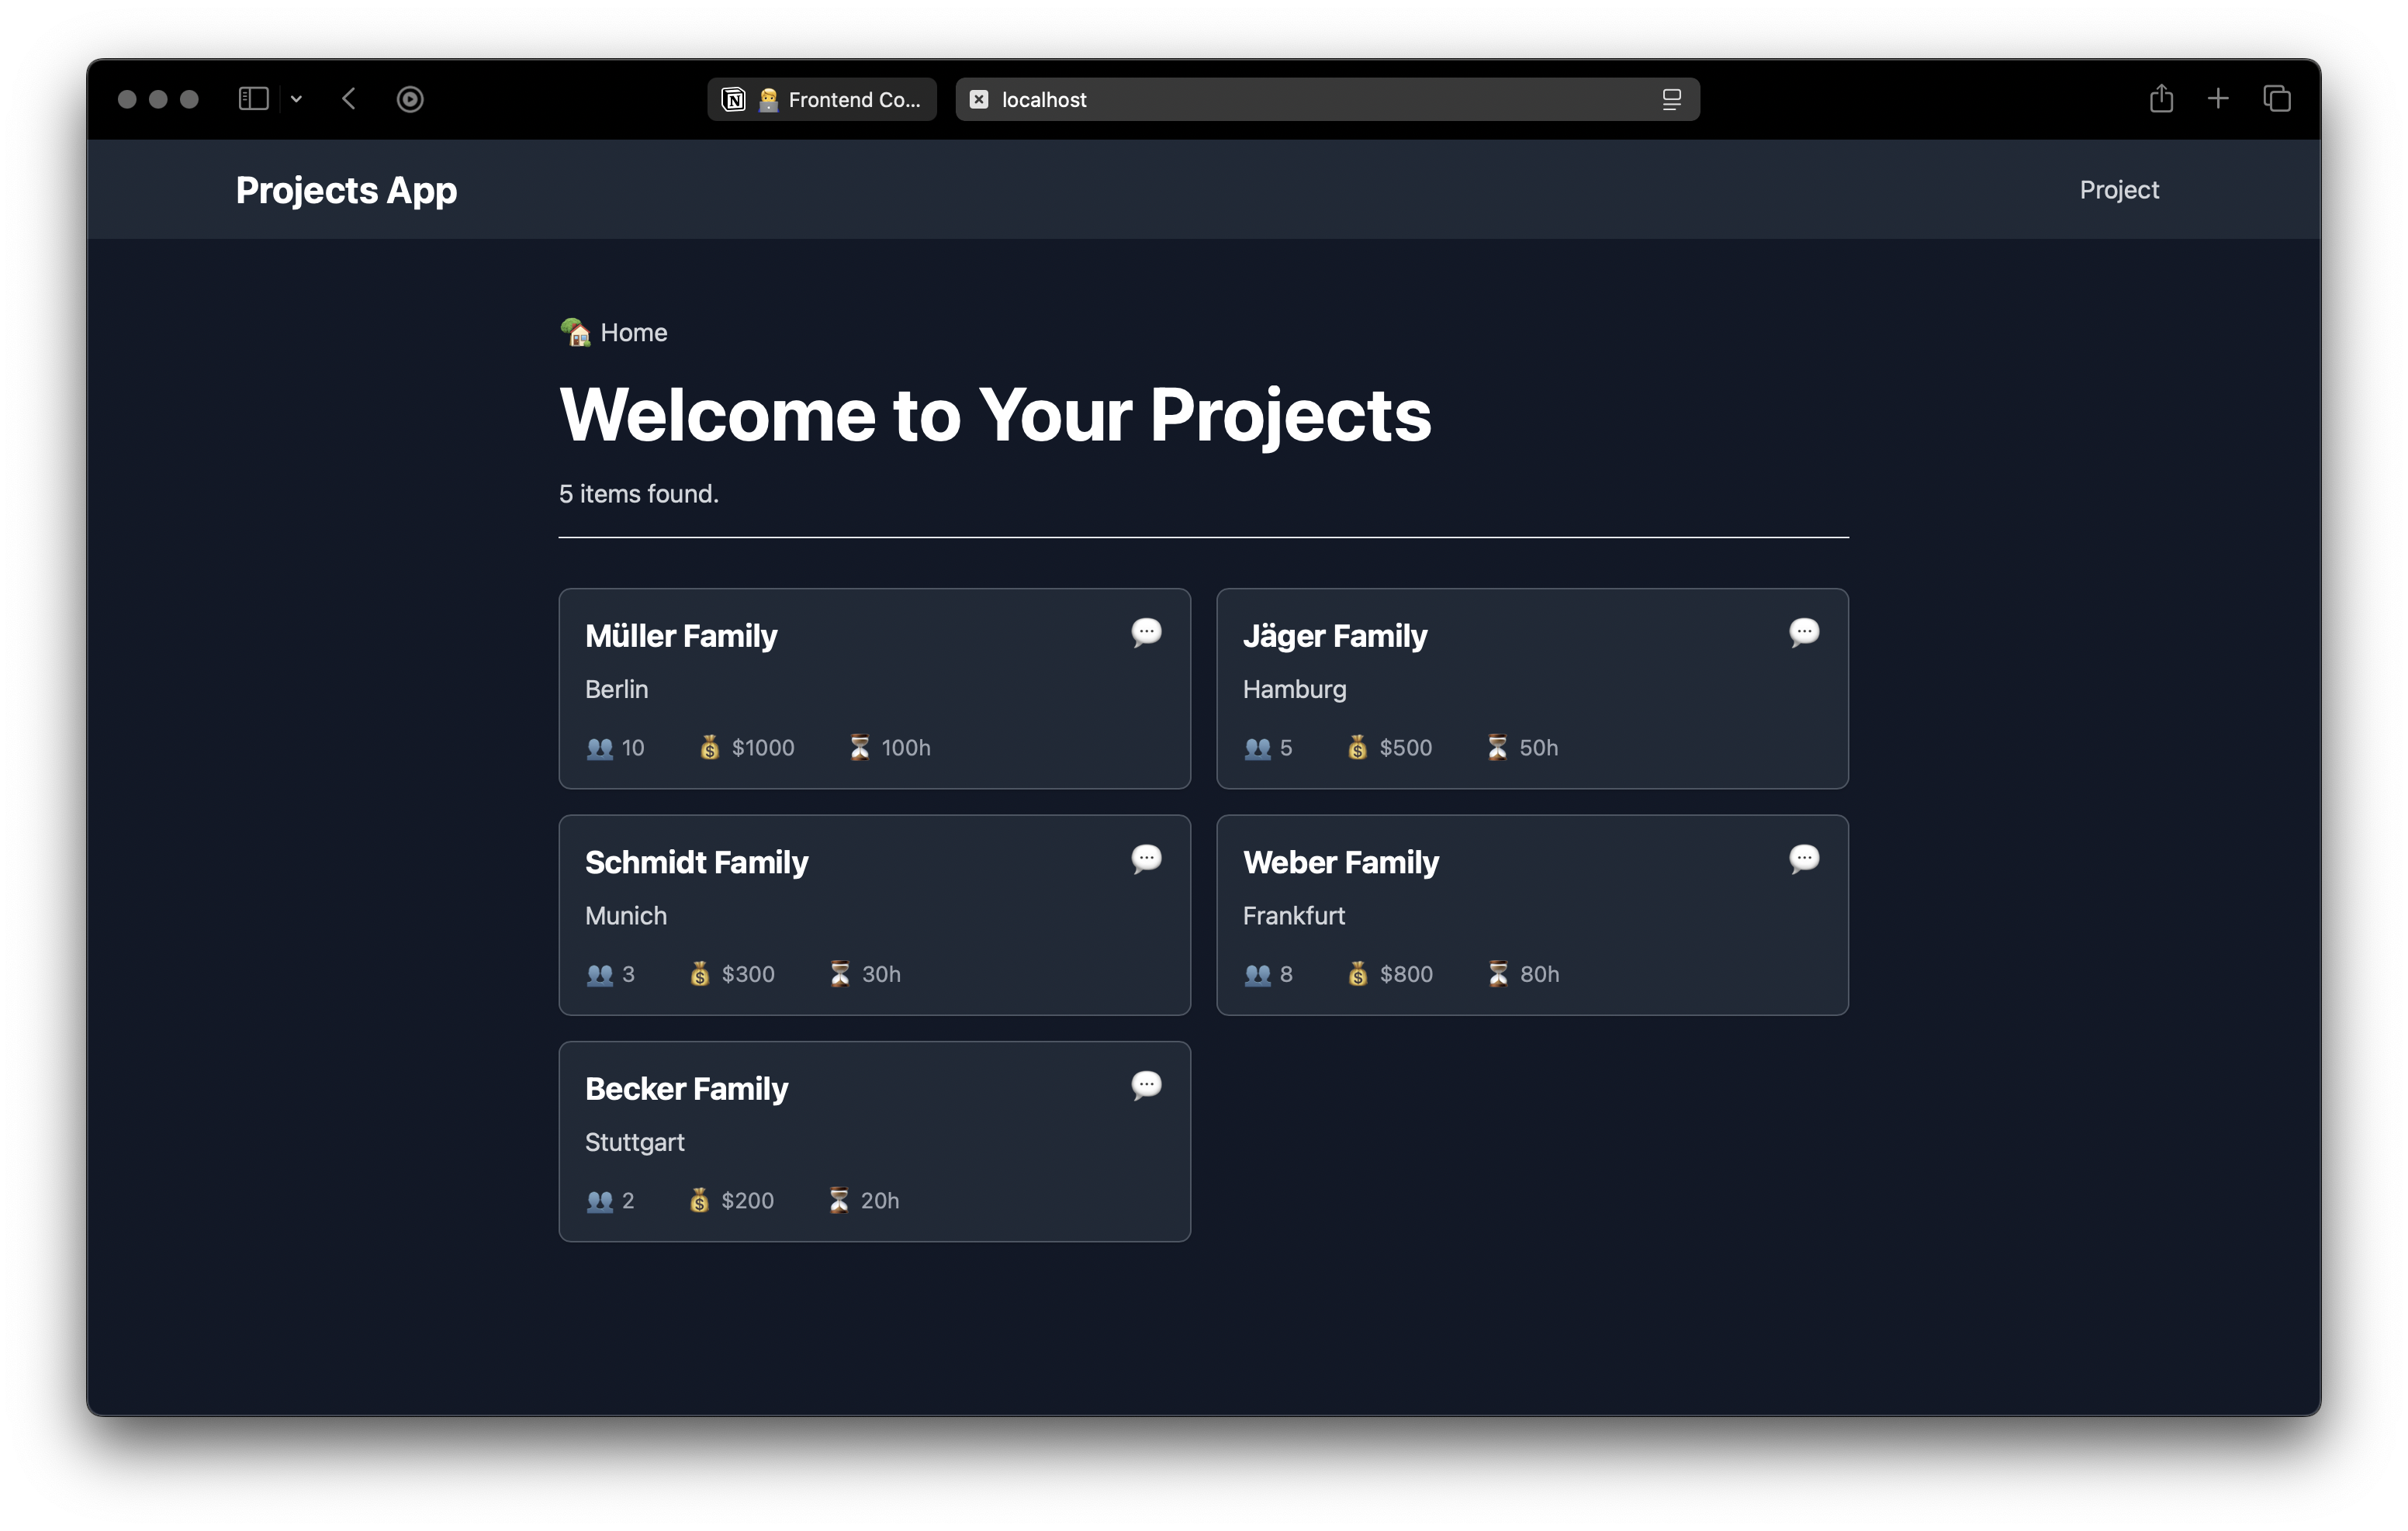 Frontend Co...
localhost
Projects App
Project
Home
Welcome to Your Projects
5 items found.
Müller Family
Berlin
10 $1000 100h
Jäger Family
Hamburg
5 $500 50h
Schmidt Family
Munich
3 $300 30h
Weber Family
Frankfurt
8 $800 80h
Becker Family
Stuttgart
2 $200 20h